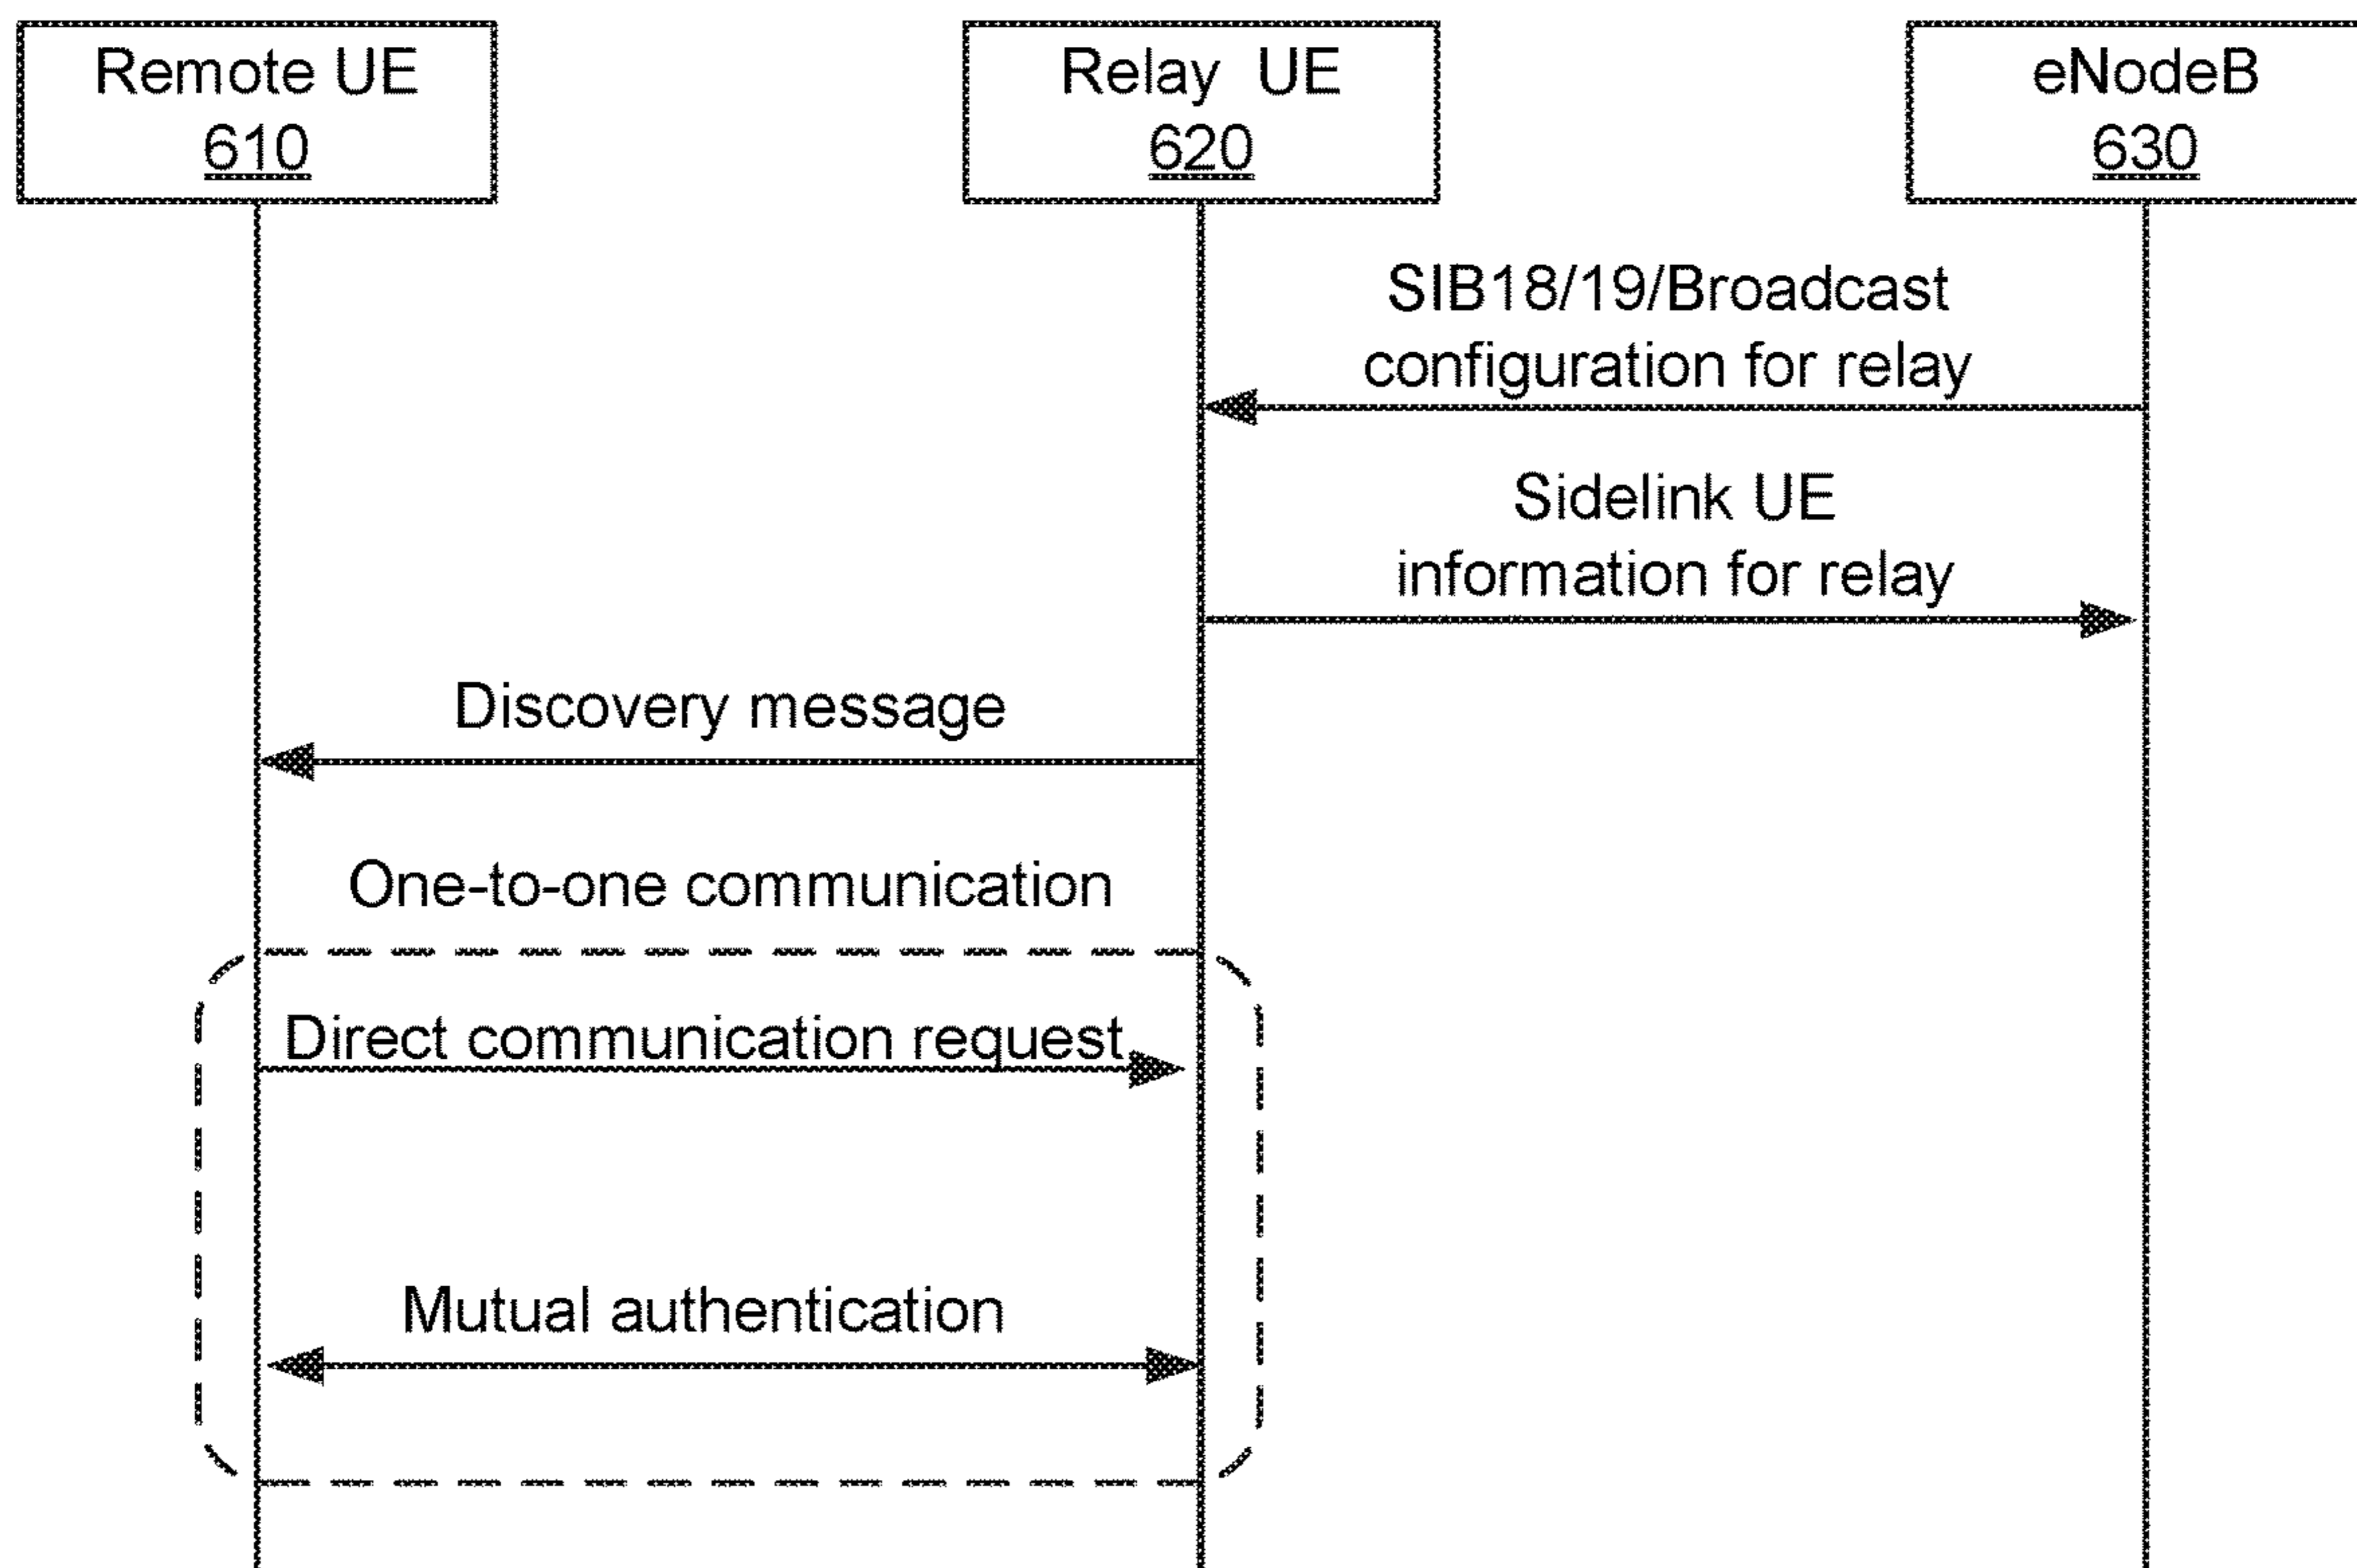 Remote UE
610
Relay UE
620
eNodeB
630
SIB18/19/Broadcast
configuration for relay
Sidelink UE
information for relay
Discovery message
One-to-one communication
Direct communication request
Mutual authentication